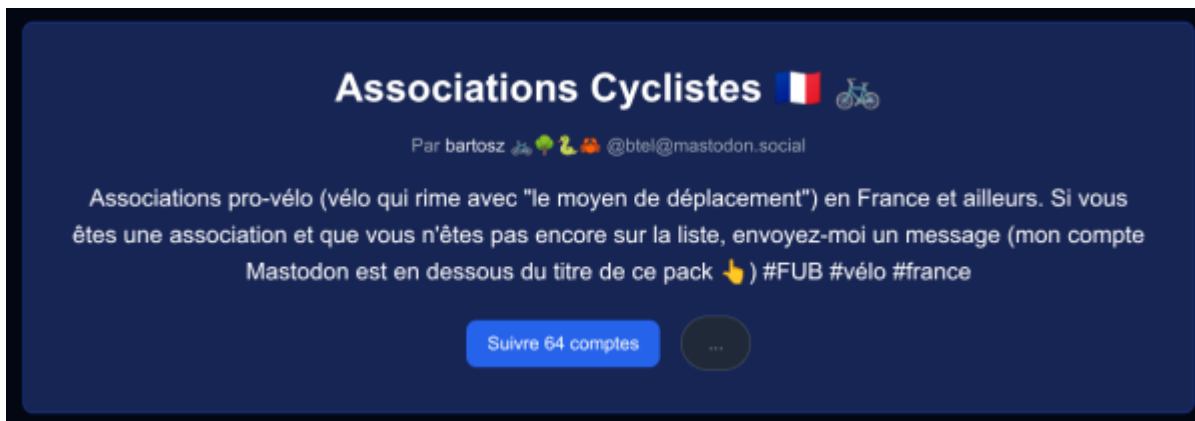 Associations Cyclistes 🇫🇷 🚲
Par bartosz 🚲🌳🐍🦀 @btel@mastodon.social
Associations pro-vélo (vélo qui rime avec "le moyen de déplacement") en France et ailleurs. Si vous
êtes une association et que vous n'êtes pas encore sur la liste, envoyez-moi un message (mon compte
Mastodon est en dessous du titre de ce pack 👆) #FUB #vélo #france
Suivre 64 comptes
...